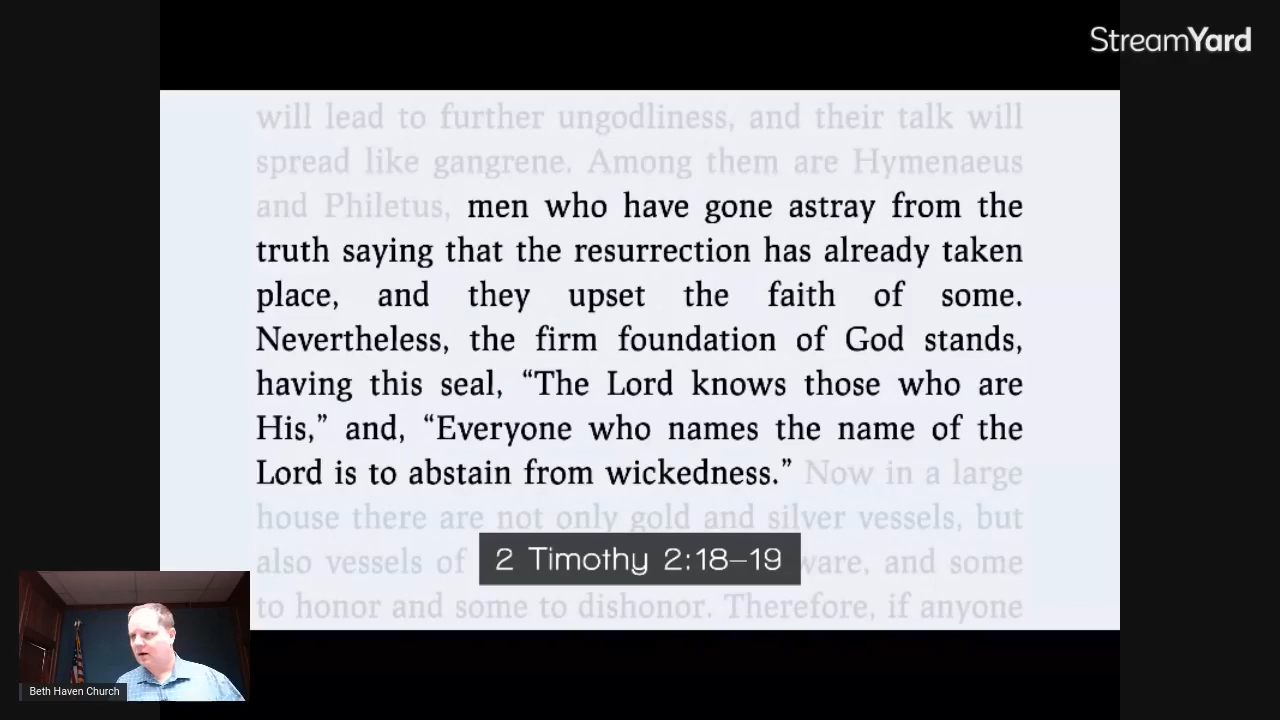 StreamYard
will lead to further ungodliness, and their talk will
spread like gangrene. Among them are Hymenaeus
and Philetus, men who have gone astray from the
truth saying that the resurrection has already taken
place, and they upset the faith of some.
Nevertheless, the firm foundation of God stands,
having this seal, “The Lord knows those who are
His,” and, “Everyone who names the name of the
Lord is to abstain from wickedness.” Now in a large
house there are not only gold and silver vessels, but
also vessels of ware, and some
2 Timothy 2:18–19
to honor and some to dishonor. Therefore, if anyone
Beth Haven Church